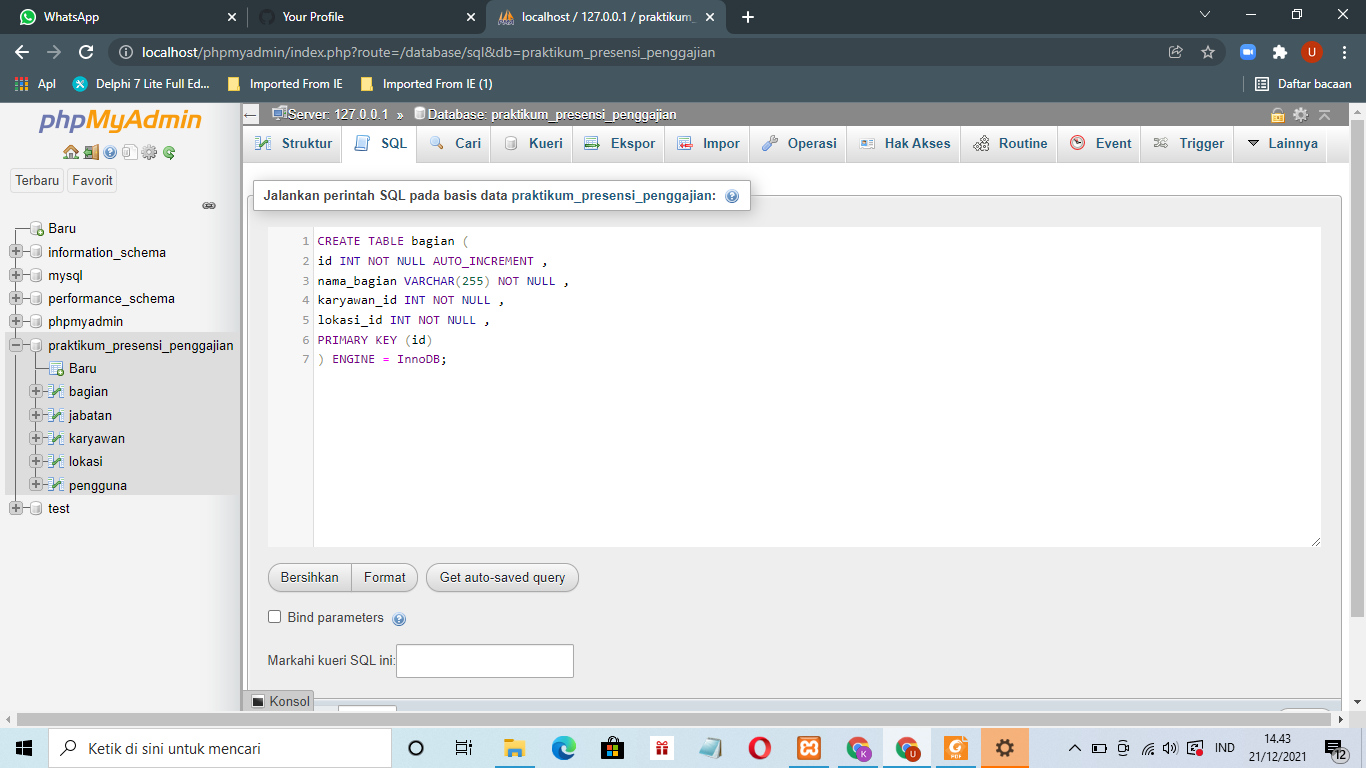 WhatsApp
Your Profile
localhost / 127.0.0.1 / praktikum_
localhost/phpmyadmin/index.php?route=/database/sql&db=praktikum_presensi_penggajian
U
Apl
Delphi 7 Lite Full Ed...
Imported From IE
Imported From IE (1)
Daftar bacaan
phpMyAdmin
Server: 127.0.0.1 » Database: praktikum_presensi_penggajian
Struktur
SQL
Cari
Kueri
Ekspor
Impor
Operasi
Hak Akses
Routine
Event
Trigger
Lainnya
Terbaru
Favorit
Baru
information_schema
mysql
performance_schema
phpmyadmin
praktikum_presensi_penggajian
Baru
bagian
jabatan
karyawan
lokasi
pengguna
test
Jalankan perintah SQL pada basis data praktikum_presensi_penggajian:
1 CREATE TABLE bagian (
2 id INT NOT NULL AUTO_INCREMENT ,
3 nama_bagian VARCHAR(255) NOT NULL ,
4 karyawan_id INT NOT NULL ,
5 lokasi_id INT NOT NULL ,
6 PRIMARY KEY (id)
7 ) ENGINE = InnoDB;
Bersihkan
Format
Get auto-saved query
Bind parameters
Markahi kueri SQL ini:
Konsol
Ketik di sini untuk mencari
K
U
PDF
IND
14.43
21/12/2021
12